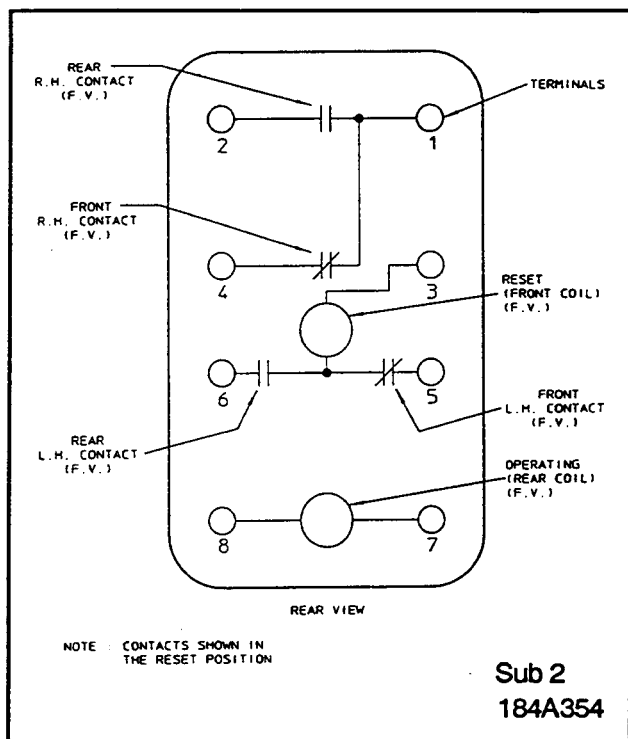 REAR
R.H. CONTACT
(F.V.)
TERMINALS
2
1
FRONT
R.H. CONTACT
(F.V.)
4
3
RESET
(FRONT COIL)
(F.V.)
6
5
REAR
L.H. CONTACT
(F.V.)
FRONT
L.H. CONTACT
(F.V.)
OPERATING
(REAR COIL)
(F.V.)
8
7
REAR VIEW
NOTE : CONTACTS SHOWN IN
THE RESET POSITION
Sub 2
184A354